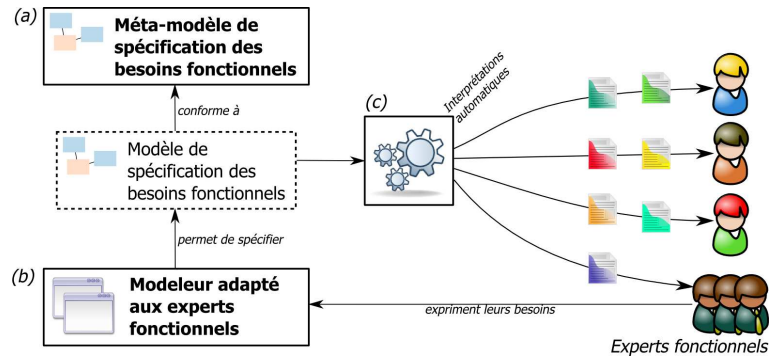 (a)
Méta-modèle de
spécification des
besoins fonctionnels
conforme à
Modèle de
spécification des
besoins fonctionnels
permet de spécifier
(b)
Modeleur adapté
aux experts
fonctionnels
(c)
Interprétations
automatiques
expriment leurs besoins
Experts fonctionnels